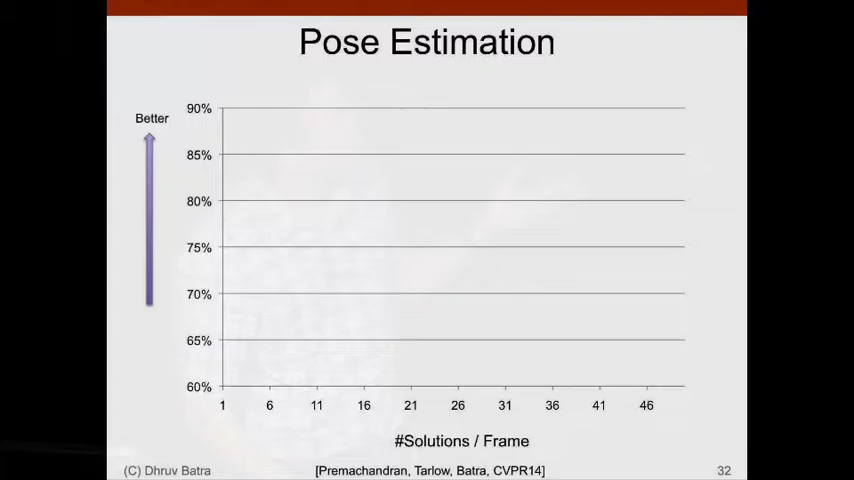 Pose Estimation
Better
90%
85%
80%
75%
70%
65%
60%
1 6 11 16 21 26 31 36 41 46
#Solutions / Frame
(C) Dhruv Batra [Premachandran, Tarlow, Batra, CVPR14] 32